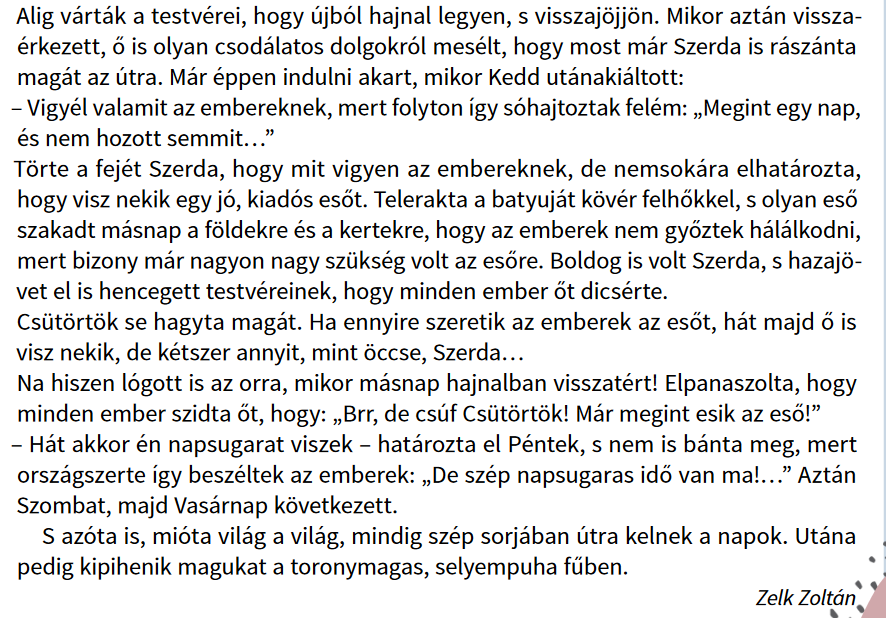 Alig várták a testvérei, hogy újból hajnal legyen, s visszajöjjön. Mikor aztán vissza-
érkezett, ő is olyan csodálatos dolgokról mesélt, hogy most már Szerda is rászánta
magát az útra. Már éppen indulni akart, mikor Kedd utánakiáltott:
– Vigyél valamit az embereknek, mert folyton így sóhajtoztak felém: „Megint egy nap,
és nem hozott semmit…”
Törte a fejét Szerda, hogy mit vigyen az embereknek, de nemsokára elhatározta,
hogy visz nekik egy jó, kiadós esőt. Telerakta a batyuját kövér felhőkkel, s olyan eső
szakadt másnap a földekre és a kertekre, hogy az emberek nem győztek hálálkodni,
mert bizony már nagyon nagy szükség volt az esőre. Boldog is volt Szerda, s hazajö-
vet el is hencegett testvéreinek, hogy minden ember őt dicsérte.
Csütörtök se hagyta magát. Ha ennyire szeretik az emberek az esőt, hát majd ő is
visz nekik, de kétszer annyit, mint öccse, Szerda…
Na hiszen lógott is az orra, mikor másnap hajnalban visszatért! Elpanaszolta, hogy
minden ember szidta őt, hogy: „Brr, de csúf Csütörtök! Már megint esik az eső!”
– Hát akkor én napsugarat viszek – határozta el Péntek, s nem is bánta meg, mert
országszerte így beszéltek az emberek: „De szép napsugaras idő van ma!…” Aztán
Szombat, majd Vasárnap következett.
S azóta is, mióta világ a világ, mindig szép sorjában útra kelnek a napok. Utána
pedig kipihenik magukat a toronymagas, selyempuha fűben.
Zelk Zoltán